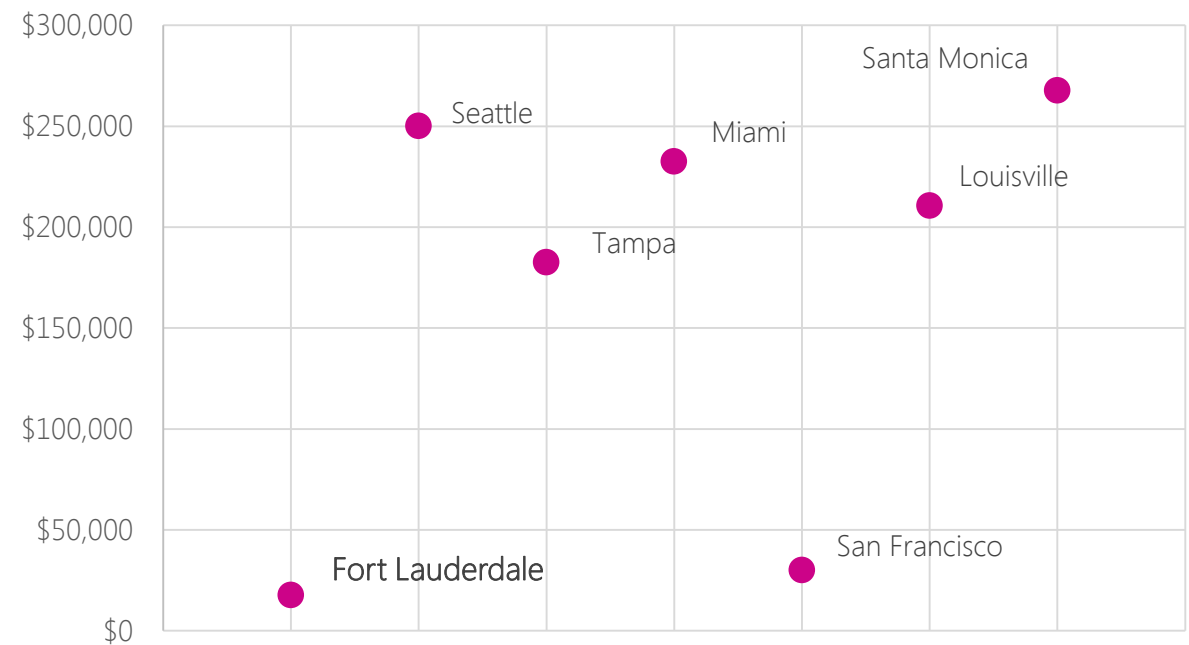 $300,000
Santa Monica
Seattle
$250,000
Miami
Louisville
$200,000
Tampa
$150,000
$100,000
$50,000
San Francisco
Fort Lauderdale
$0